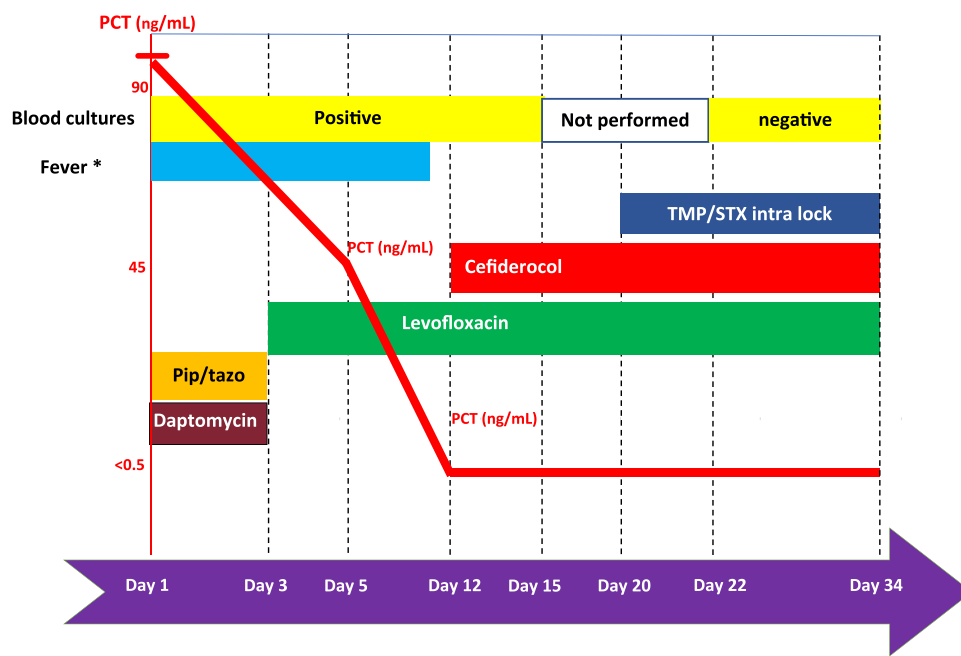 PCT (ng/mL)
90
Blood cultures
Positive
Not performed
negative
Fever *
TMP/STX intra lock
PCT (ng/mL)
45
Cefiderocol
Levofloxacin
Pip/tazo
Daptomycin
PCT (ng/mL)
<0.5
Day 1 Day 3 Day 5 Day 12 Day 15 Day 20 Day 22 Day 34